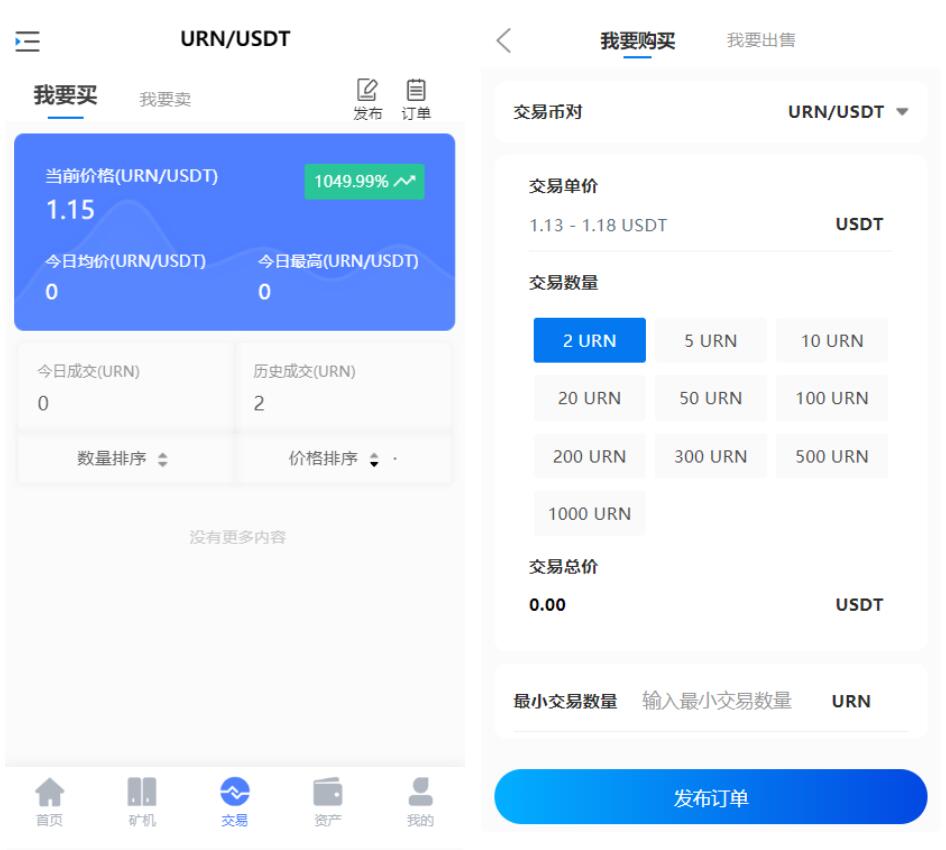 URN/USDT
我要买
我要卖
发布
订单
当前价格(URN/USDT)
1049.99%
1.15
今日均价(URN/USDT)
今日最高(URN/USDT)
0
0
今日成交(URN)
历史成交(URN)
0
2
数量排序
价格排序
没有更多内容
首页
矿机
交易
资产
我的
我要购买
我要出售
交易币对
URN/USDT
交易单价
1.13 - 1.18 USDT
USDT
交易数量
2 URN
5 URN
10 URN
20 URN
50 URN
100 URN
200 URN
300 URN
500 URN
1000 URN
交易总价
0.00
USDT
最小交易数量
输入最小交易数量
URN
发布订单